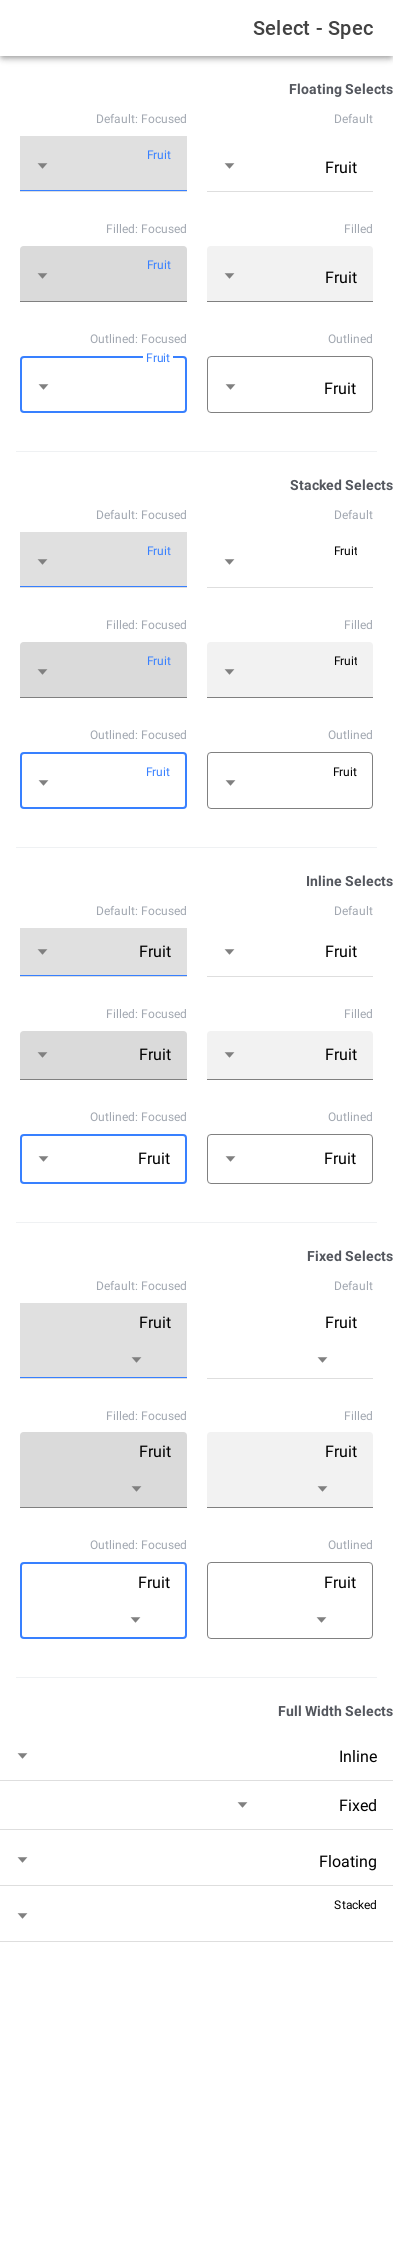 Select - Spec
Floating Selects
Default
Default: Focused
Fruit
Fruit
Filled
Filled: Focused
Fruit
Fruit
Outlined
Outlined: Focused
Fruit
Fruit
Stacked Selects
Default
Default: Focused
Fruit
Fruit
Filled
Filled: Focused
Fruit
Fruit
Outlined
Outlined: Focused
Fruit
Fruit
Inline Selects
Default
Default: Focused
Fruit
Fruit
Filled
Filled: Focused
Fruit
Fruit
Outlined
Outlined: Focused
Fruit
Fruit
Fixed Selects
Default
Default: Focused
Fruit
Fruit
Filled
Filled: Focused
Fruit
Fruit
Outlined
Outlined: Focused
Fruit
Fruit
Full Width Selects
Inline
Fixed
Floating
Stacked